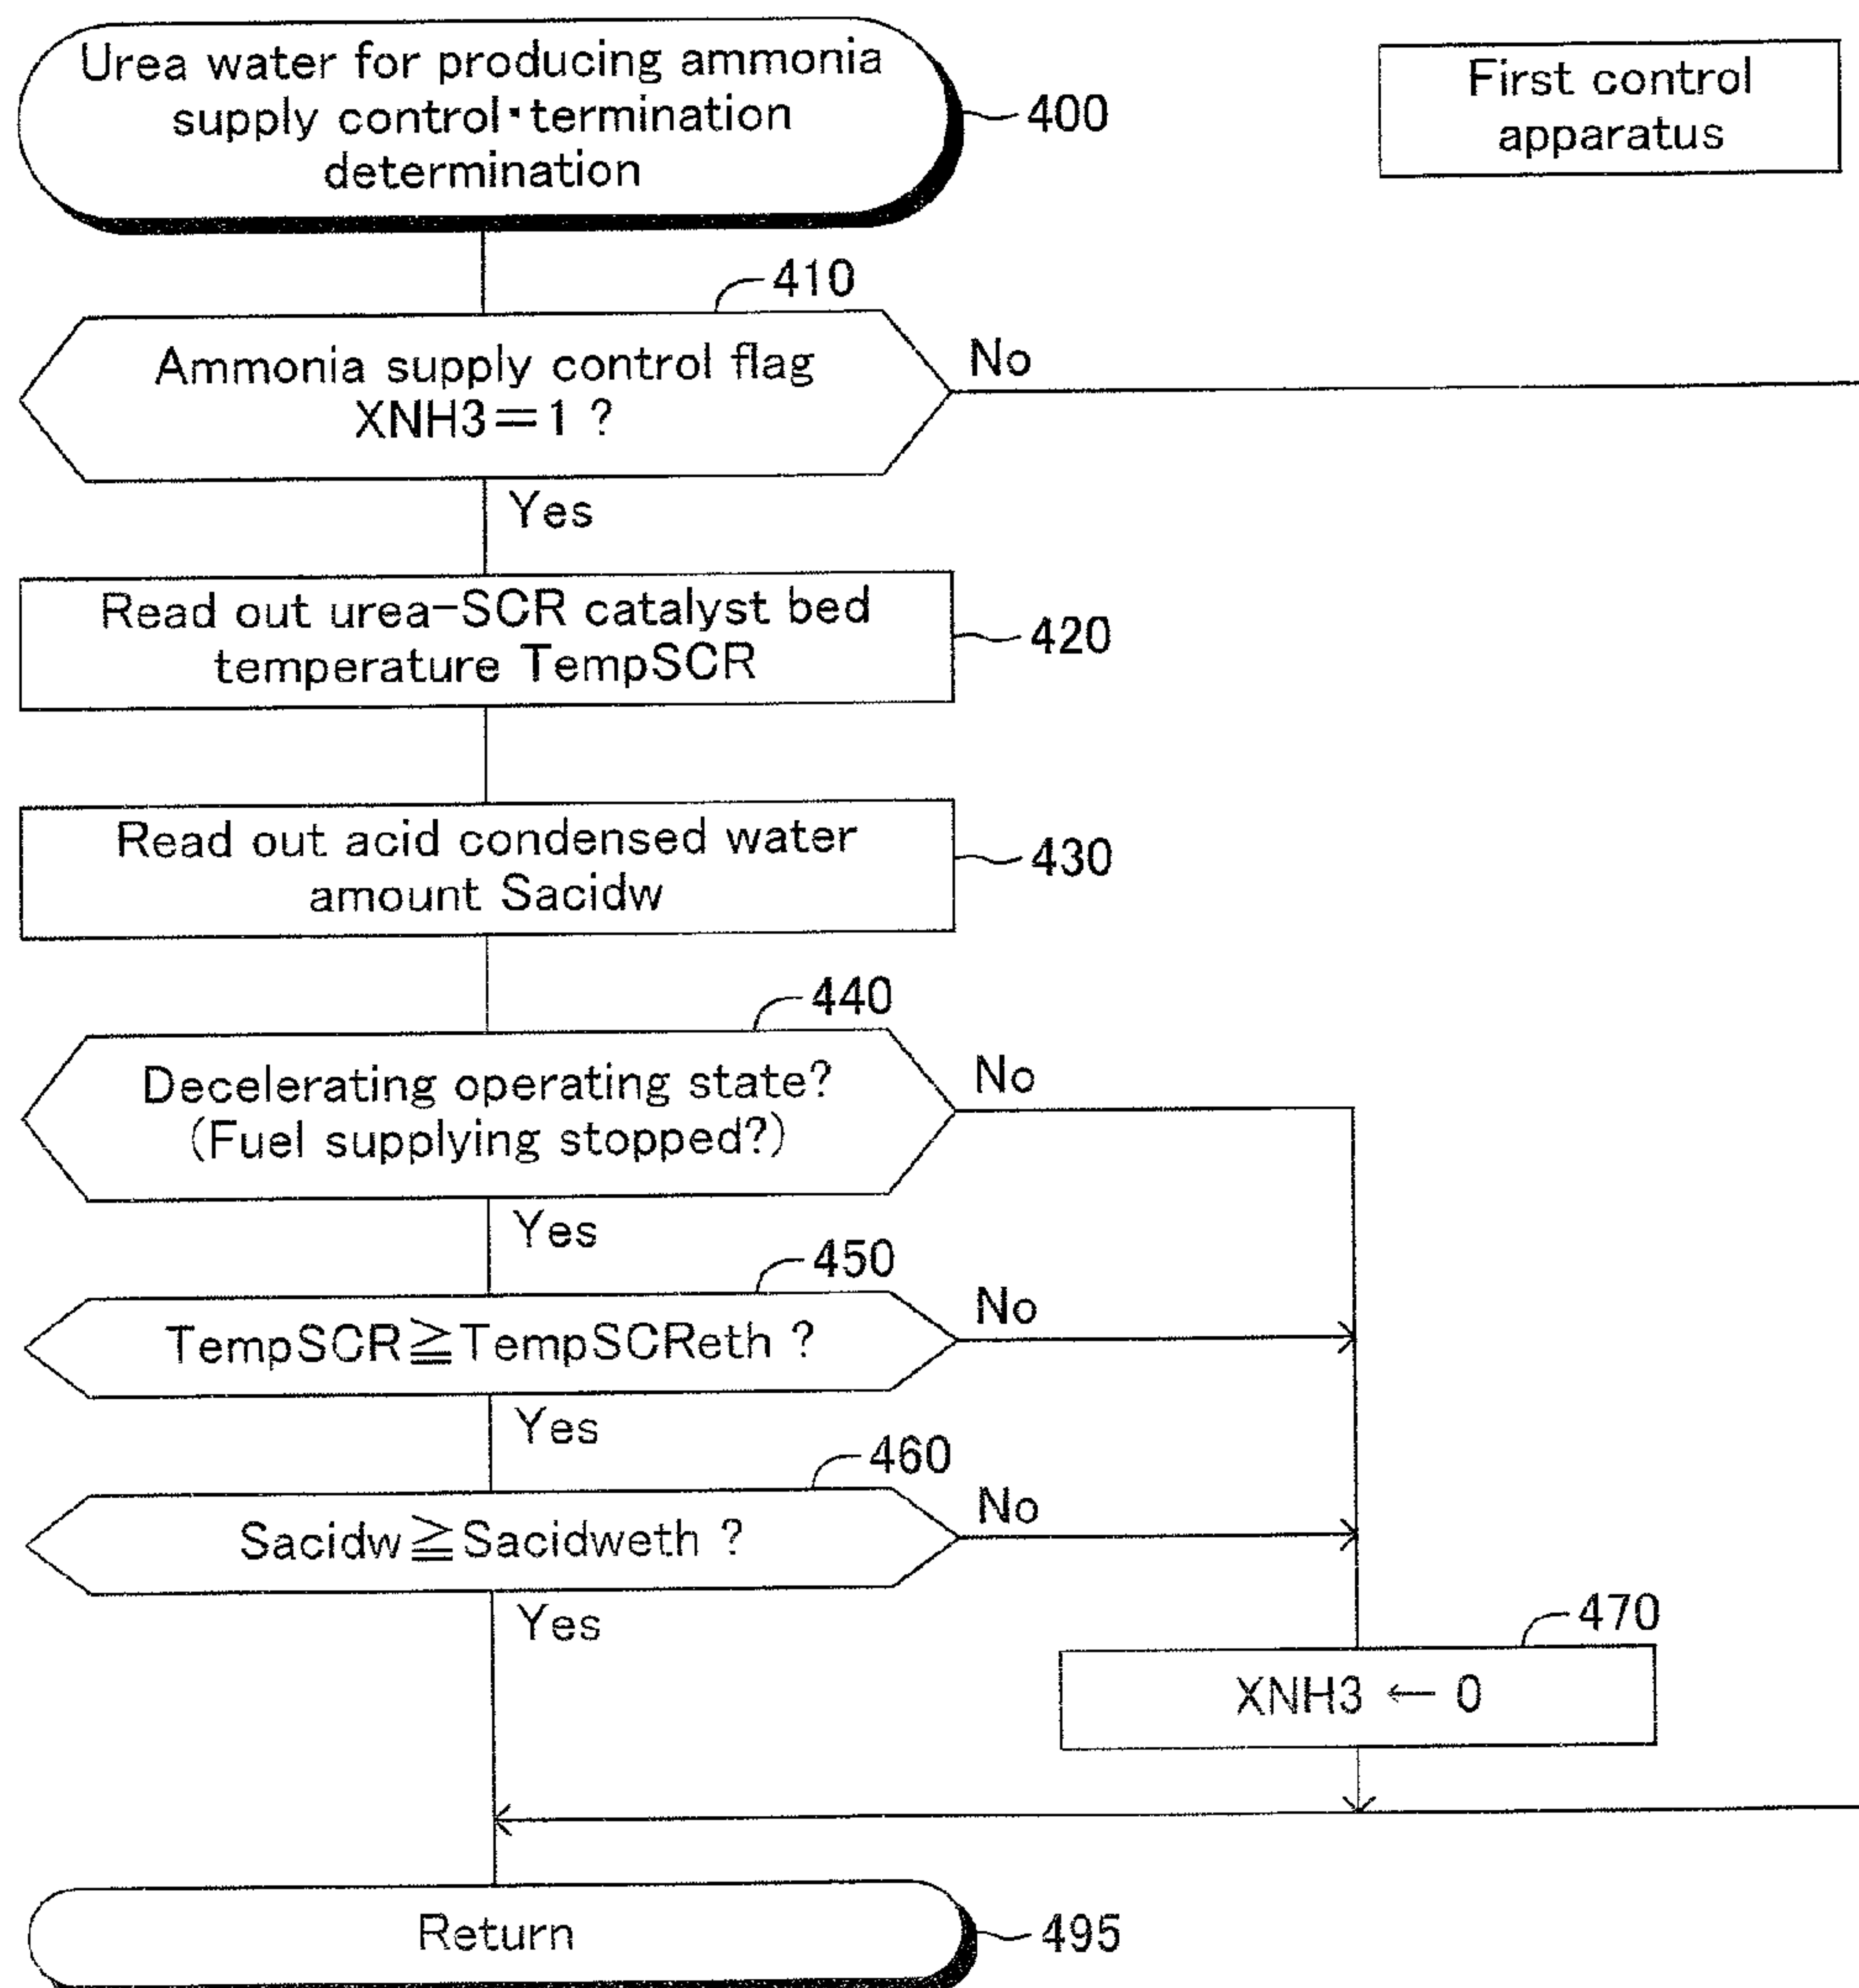 Urea water for producing ammonia
supply control・termination
determination
400
First control
apparatus
410
Ammonia supply control flag
XNH3=1 ?
No
Yes
Read out urea-SCR catalyst bed
temperature TempSCR
420
Read out acid condensed water
amount Sacidw
430
440
Decelerating operating state?
(Fuel supplying stopped?)
No
Yes
450
TempSCR≧TempSCReth ?
No
Yes
460
Sacidw≧Sacidweth ?
No
Yes
470
XNH3 ← 0
Return
495